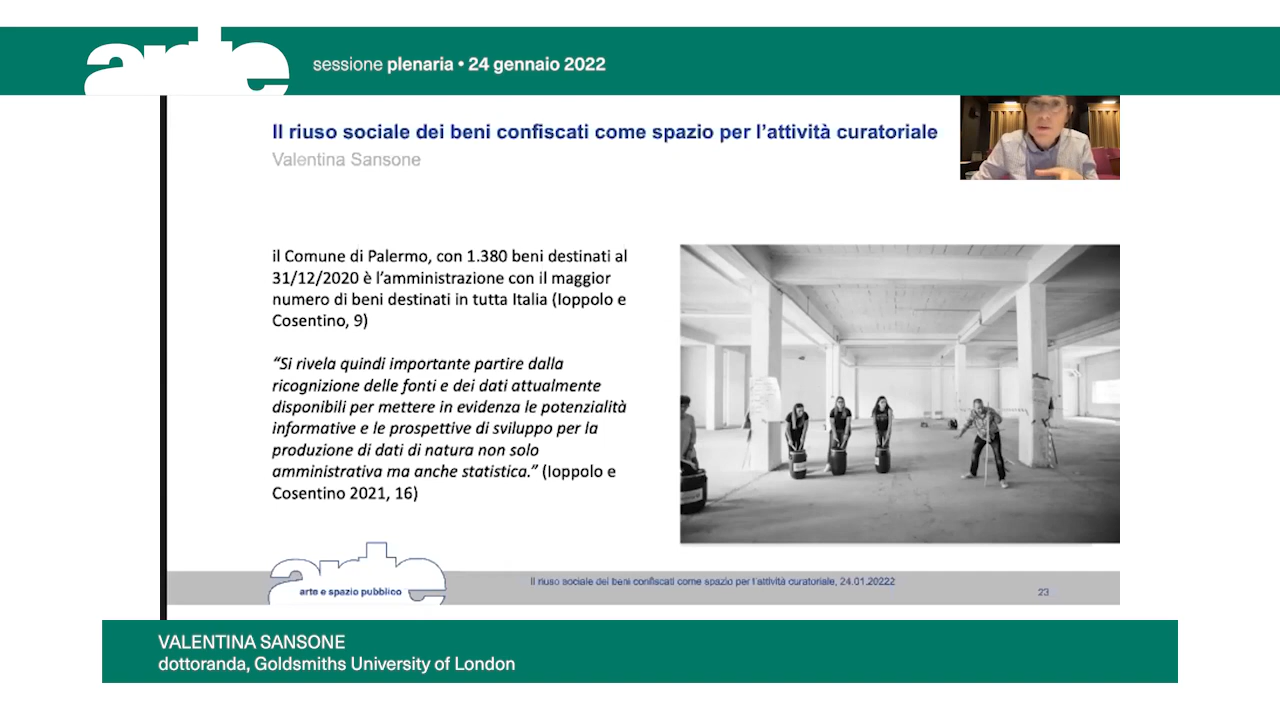 arte
sessione plenaria • 24 gennaio 2022
Il riuso sociale dei beni confiscati come spazio per l’attività curatoriale
Valentina Sansone
il Comune di Palermo, con 1.380 beni destinati al
31/12/2020 è l’amministrazione con il maggior
numero di beni destinati in tutta Italia (Ioppolo e
Cosentino, 9)
“Si rivela quindi importante partire dalla
ricognizione delle fonti e dei dati attualmente
disponibili per mettere in evidenza le potenzialità
informative e le prospettive di sviluppo per la
produzione di dati di natura non solo
amministrativa ma anche statistica.” (Ioppolo e
Cosentino 2021, 16)
arte
arte e spazio pubblico
Il riuso sociale dei beni confiscati come spazio per l’attività curatoriale, 24.01.20222
23
VALENTINA SANSONE
dottoranda, Goldsmiths University of London